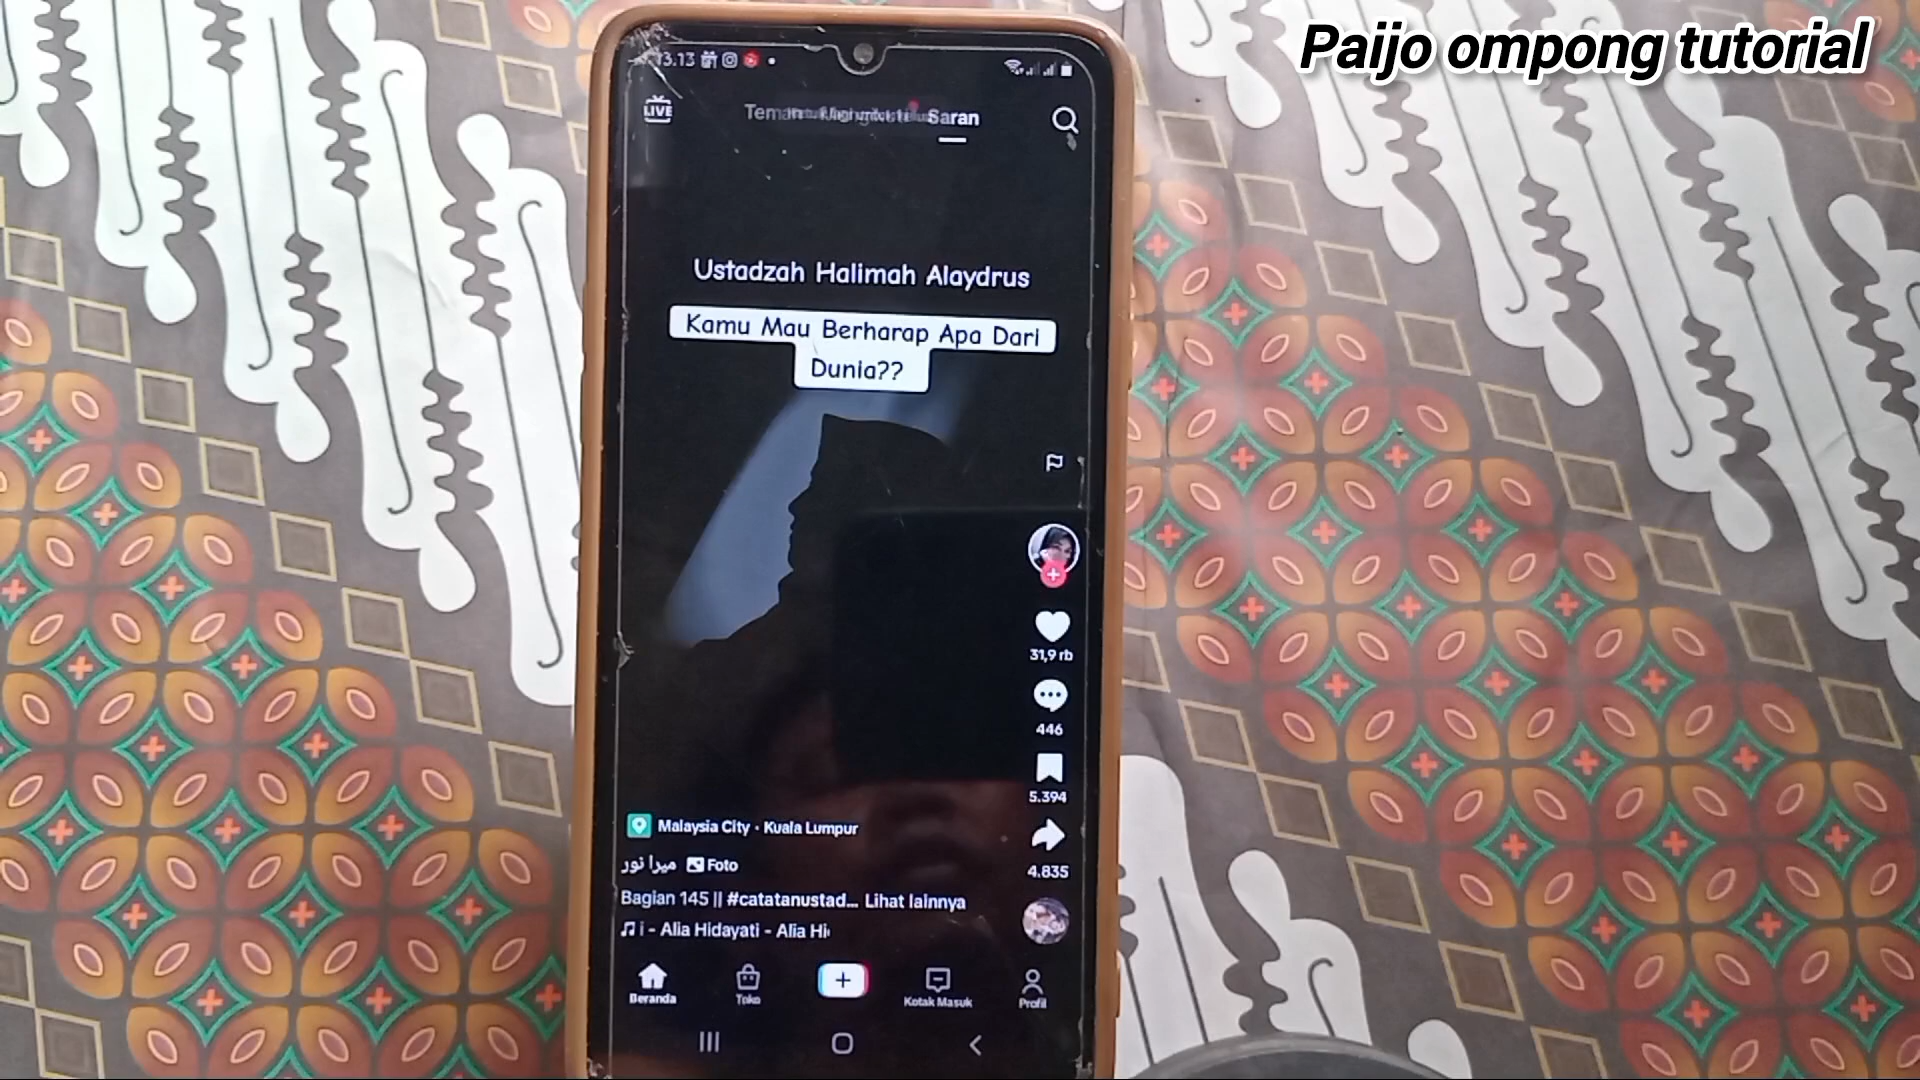 Paijo ompong tutorial
13.13
LIVE
Saran
Ustadzah Halimah Alaydrus
Kamu Mau Berharap Apa Dari
Dunia??
31,9 rb
446
5.394
4.835
Malaysia City · Kuala Lumpur
ميرا نور Foto
Bagian 145 || #catatanustad... Lihat lainnya
i - Alia Hidayati - Alia Hi
Beranda
Toko
Kotak Masuk
Profil